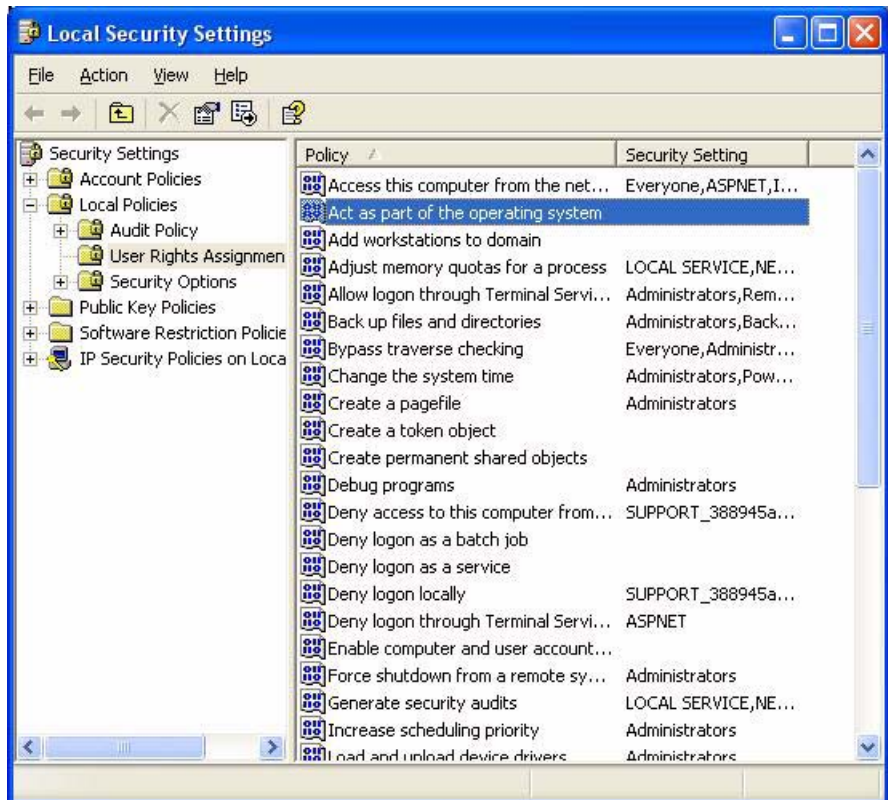 Local Security Settings
File Action View Help
Security Settings
Account Policies
Local Policies
Audit Policy
User Rights Assignmen
Security Options
Public Key Policies
Software Restriction Policie
IP Security Policies on Loca
Policy Security Setting
Access this computer from the net... Everyone,ASPNET,I...
Act as part of the operating system
Add workstations to domain
Adjust memory quotas for a process LOCAL SERVICE,NE...
Allow logon through Terminal Servi... Administrators,Rem...
Back up files and directories Administrators,Back...
Bypass traverse checking Everyone,Administr...
Change the system time Administrators,Pow...
Create a pagefile Administrators
Create a token object
Create permanent shared objects
Debug programs Administrators
Deny access to this computer from... SUPPORT_388945a...
Deny logon as a batch job
Deny logon as a service
Deny logon locally SUPPORT_388945a...
Deny logon through Terminal Servi... ASPNET
Enable computer and user account...
Force shutdown from a remote sy... Administrators
Generate security audits LOCAL SERVICE,NE...
Increase scheduling priority Administrators
Load and unload device drivers Administrators